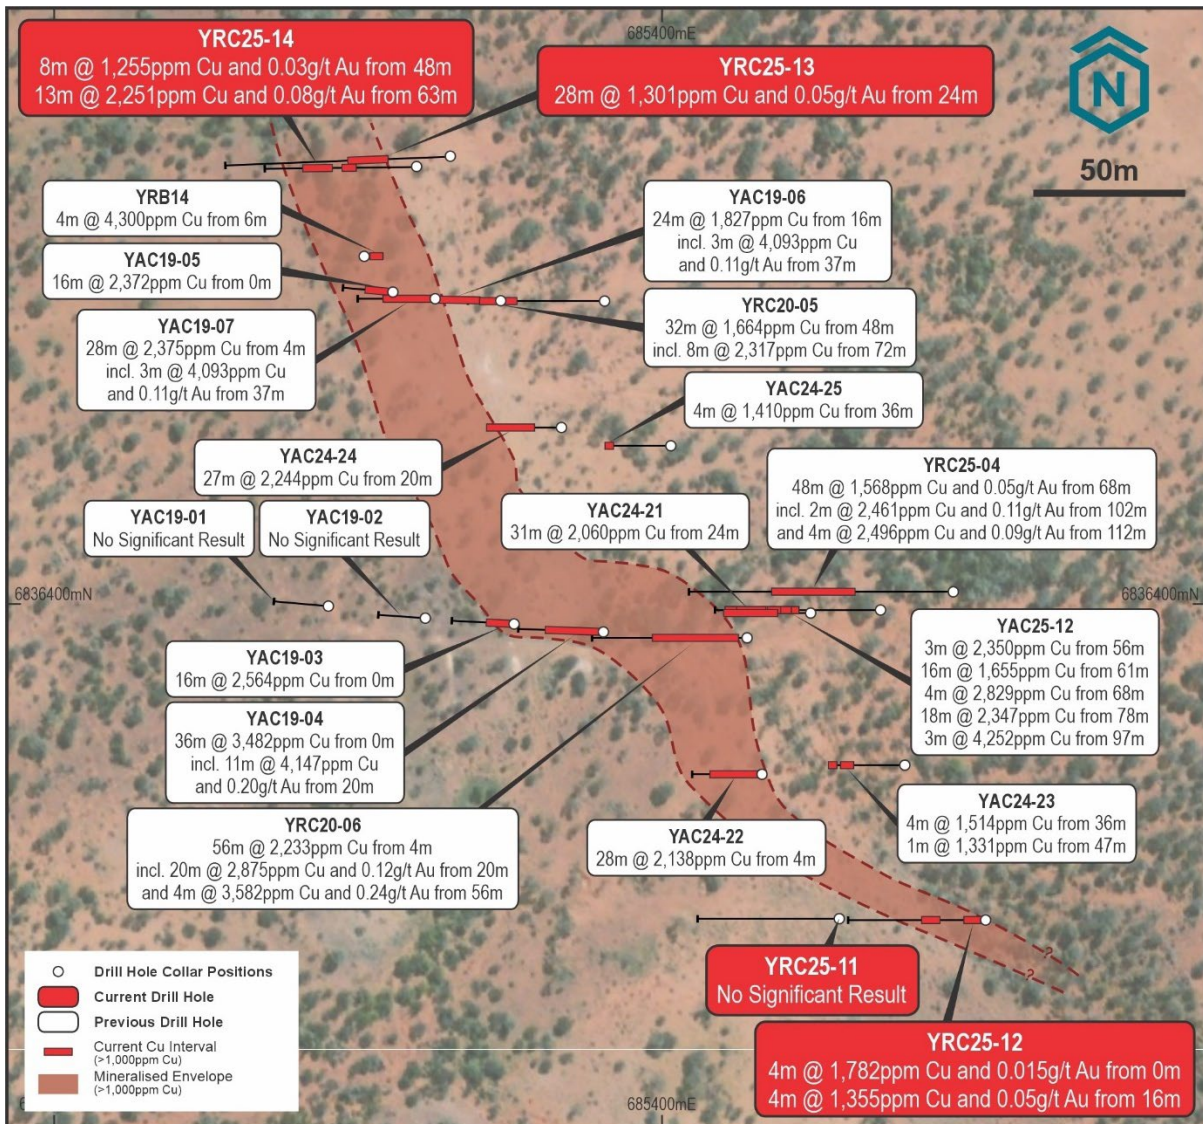 685400mE
YRC25-14
8m @ 1,255ppm Cu and 0.03g/t Au from 48m
13m @ 2,251ppm Cu and 0.08g/t Au from 63m
YRC25-13
28m @ 1,301ppm Cu and 0.05g/t Au from 24m
N
50m
YRB14
4m @ 4,300ppm Cu from 6m
YAC19-06
24m @ 1,827ppm Cu from 16m
incl. 3m @ 4,093ppm Cu
and 0.11g/t Au from 37m
YAC19-05
16m @ 2,372ppm Cu from 0m
YRC20-05
32m @ 1,664ppm Cu from 48m
incl. 8m @ 2,317ppm Cu from 72m
YAC19-07
28m @ 2,375ppm Cu from 4m
incl. 3m @ 4,093ppm Cu
and 0.11g/t Au from 37m
YAC24-25
4m @ 1,410ppm Cu from 36m
YAC24-24
27m @ 2,244ppm Cu from 20m
YRC25-04
48m @ 1,568ppm Cu and 0.05g/t Au from 68m
incl. 2m @ 2,461ppm Cu and 0.11g/t Au from 102m
and 4m @ 2,496ppm Cu and 0.09g/t Au from 112m
YAC24-21
31m @ 2,060ppm Cu from 24m
YAC19-01
No Significant Result
YAC19-02
No Significant Result
6836400mN
6836400mN
YAC25-12
3m @ 2,350ppm Cu from 56m
16m @ 1,655ppm Cu from 61m
4m @ 2,829ppm Cu from 68m
18m @ 2,347ppm Cu from 78m
3m @ 4,252ppm Cu from 97m
YAC19-03
16m @ 2,564ppm Cu from 0m
YAC19-04
36m @ 3,482ppm Cu from 0m
incl. 11m @ 4,147ppm Cu
and 0.20g/t Au from 20m
YRC20-06
56m @ 2,233ppm Cu from 4m
incl. 20m @ 2,875ppm Cu and 0.12g/t Au from 20m
and 4m @ 3,582ppm Cu and 0.24g/t Au from 56m
YAC24-22
28m @ 2,138ppm Cu from 4m
YAC24-23
4m @ 1,514ppm Cu from 36m
1m @ 1,331ppm Cu from 47m
?
?
YRC25-11
No Significant Result
YRC25-12
4m @ 1,782ppm Cu and 0.015g/t Au from 0m
4m @ 1,355ppm Cu and 0.05g/t Au from 16m
Drill Hole Collar Positions
Current Drill Hole
Previous Drill Hole
Current Cu Interval
(>1,000ppm Cu)
Mineralised Envelope
(>1,000ppm Cu)
685400mE